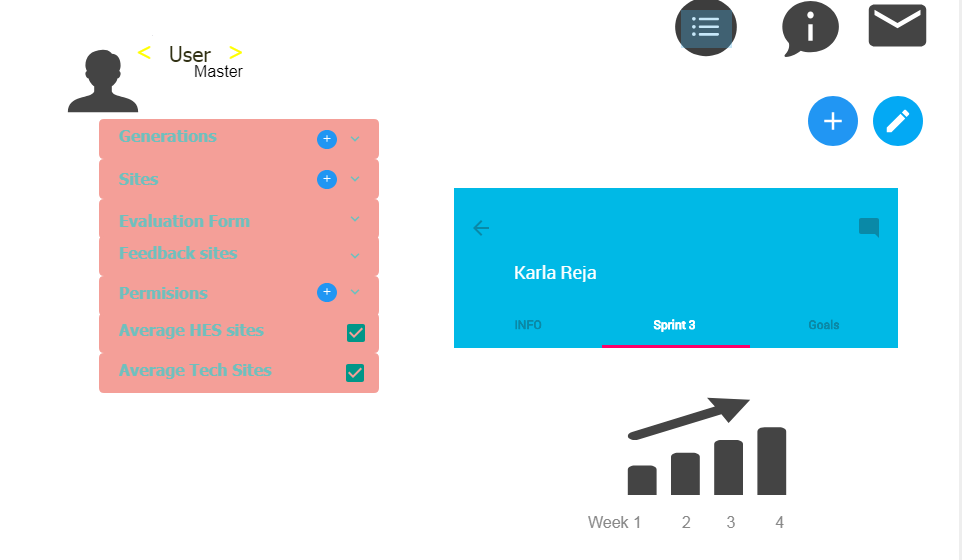 < User >
Master
Generations
Sites
Evaluation Form
Feedback sites
Permisions
Average HES sites
Average Tech Sites
Karla Reja
INFO Sprint 3 Goals
Week 1 2 3 4